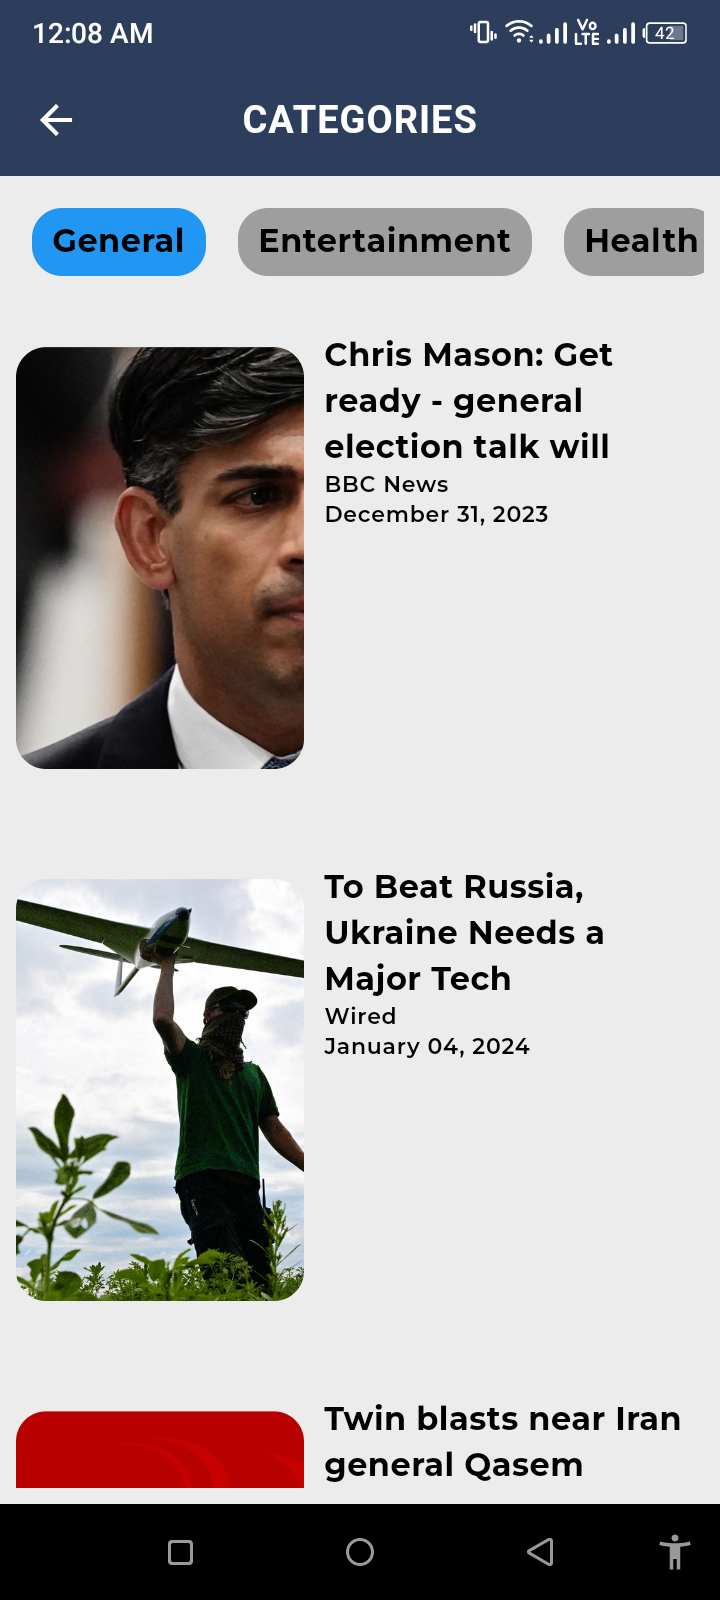 12:08 AM
Vo
LTE
42
CATEGORIES
General
Entertainment
Health
Chris Mason: Get
ready - general
election talk will
BBC News
December 31, 2023
To Beat Russia,
Ukraine Needs a
Major Tech
Wired
January 04, 2024
Twin blasts near Iran
general Qasem